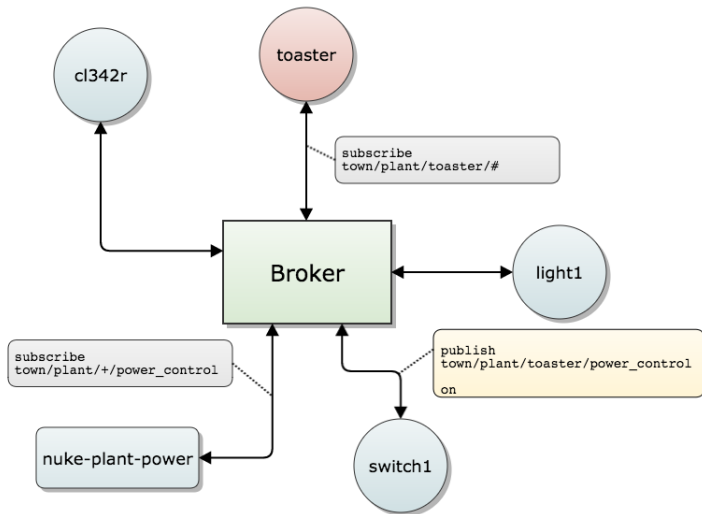 toaster
cl342r
subscribe
town/plant/toaster/#
Broker
light1
subscribe
town/plant/+/power_control
publish
town/plant/toaster/power_control
on
nuke-plant-power
switch1